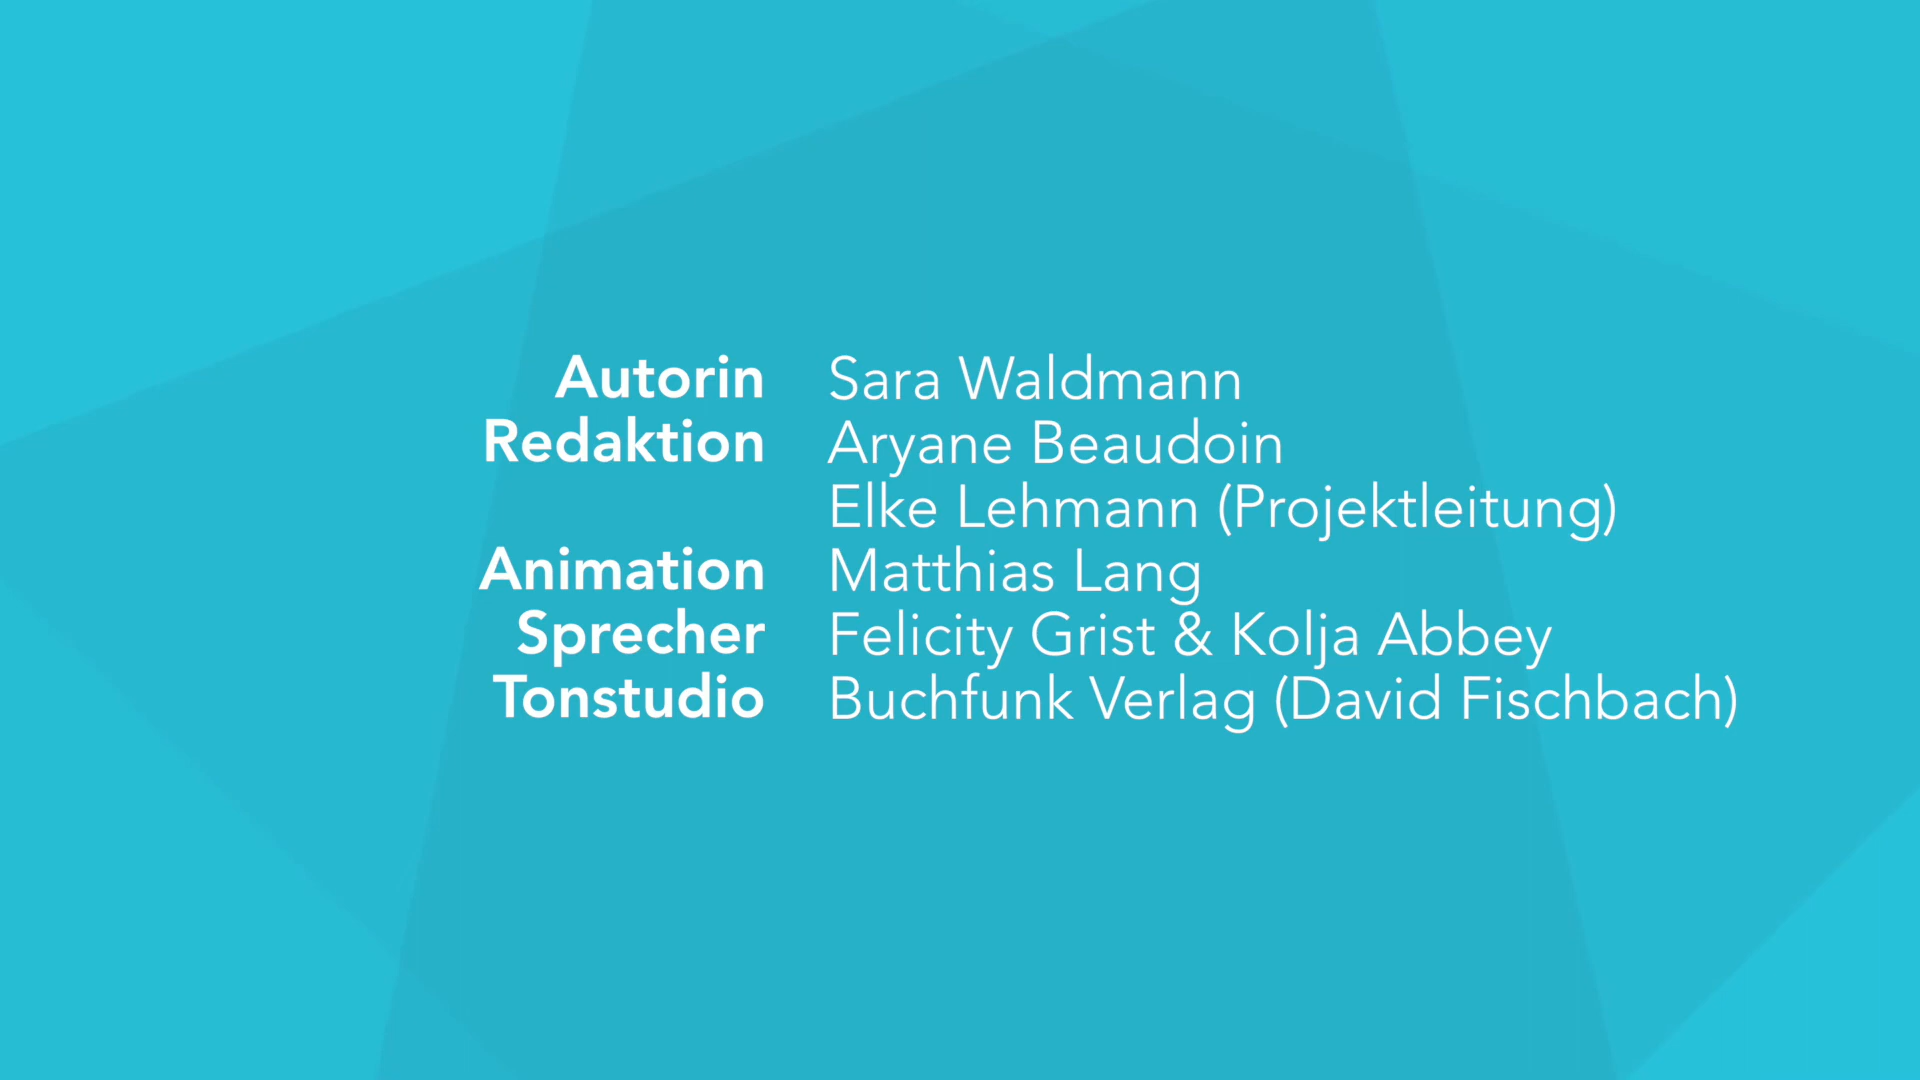 Autorin Sara Waldmann
Redaktion Aryane Beaudoin
Elke Lehmann (Projektleitung)
Animation Matthias Lang
Sprecher Felicity Grist & Kolja Abbey
Tonstudio Buchfunk Verlag (David Fischbach)